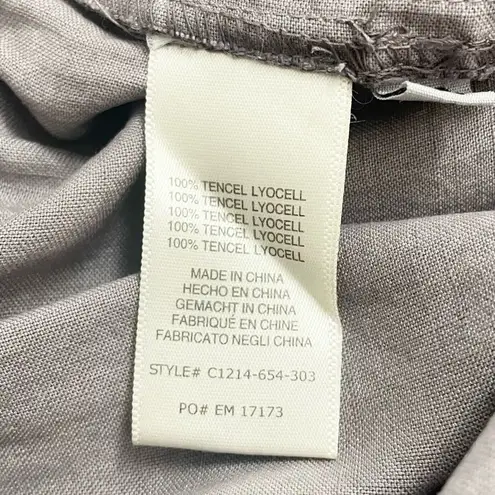 100% TENCEL LYOCELL
100% TENCEL LYOCELL
100% TENCEL LYOCELL
100% TENCEL LYOCELL
100% TENCEL LYOCELL
MADE IN CHINA
HECHO EN CHINA
GEMACHT IN CHINA
FABRIQUÉ EN CHINE
FABRICATO NEGLI CHINA
STYLE# C1214-654-303
PO# EM 17173